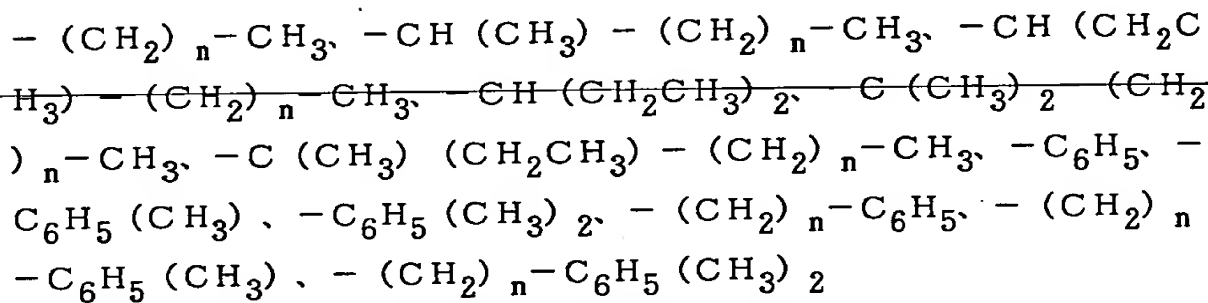 －(CH₂)ₙ－CH₃、－CH(CH₃)－(CH₂)ₙ－CH₃、－CH(CH₂C
H₃)－(CH₂)ₙ－CH₃、－CH(CH₂CH₃)₂、－C(CH₃)₂－(CH₂
)ₙ－CH₃、－C(CH₃)(CH₂CH₃)－(CH₂)ₙ－CH₃、－C₆H₅、－
C₆H₅(CH₃)、－C₆H₅(CH₃)₂、－(CH₂)ₙ－C₆H₅、－(CH₂)ₙ
－C₆H₅(CH₃)、－(CH₂)ₙ－C₆H₅(CH₃)₂